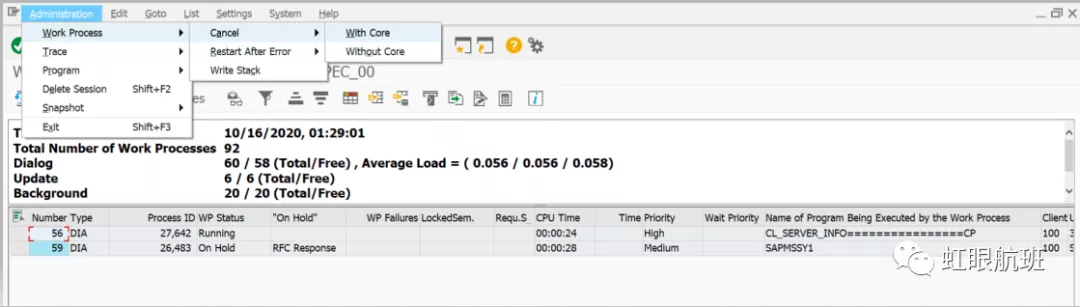 Administration Edit Goto List Settings System Help
Work Process Cancel With Core
Trace Restart After Error Without Core
Program Write Stack PEC_00
Delete Session Shift+F2
Snapshot
Exit Shift+F3
10/16/2020, 01:29:01
Total Number of Work Processes 92
Dialog 60 / 58 (Total/Free) , Average Load = ( 0.056 / 0.056 / 0.058)
Update 6 / 6 (Total/Free)
Background 20 / 20 (Total/Free)
Number Type Process ID WP Status "On Hold" WP Failures LockedSem. Requ.S_ CPU Time Time Priority Wait Priority Name of Program Being Executed by the Work Process Client U
56 DIA 27,642 Running 00:00:24 High CL_SERVER_INFO================CP 100 3
59 DIA 26,483 On Hold RFC Response 00:00:28 Medium SAPMSSY1 100 S
虹眼航班